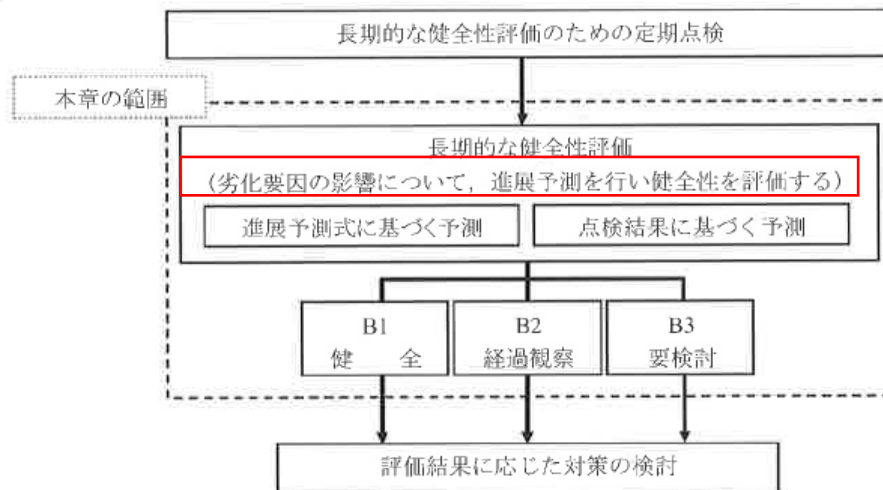 長期的な健全性評価のための定期点検
本章の範囲
長期的な健全性評価
(劣化要因の影響について，進展予測を行い健全性を評価する)
進展予測式に基づく予測
点検結果に基づく予測
B1
健　　全
B2
経過観察
B3
要検討
評価結果に応じた対策の検討